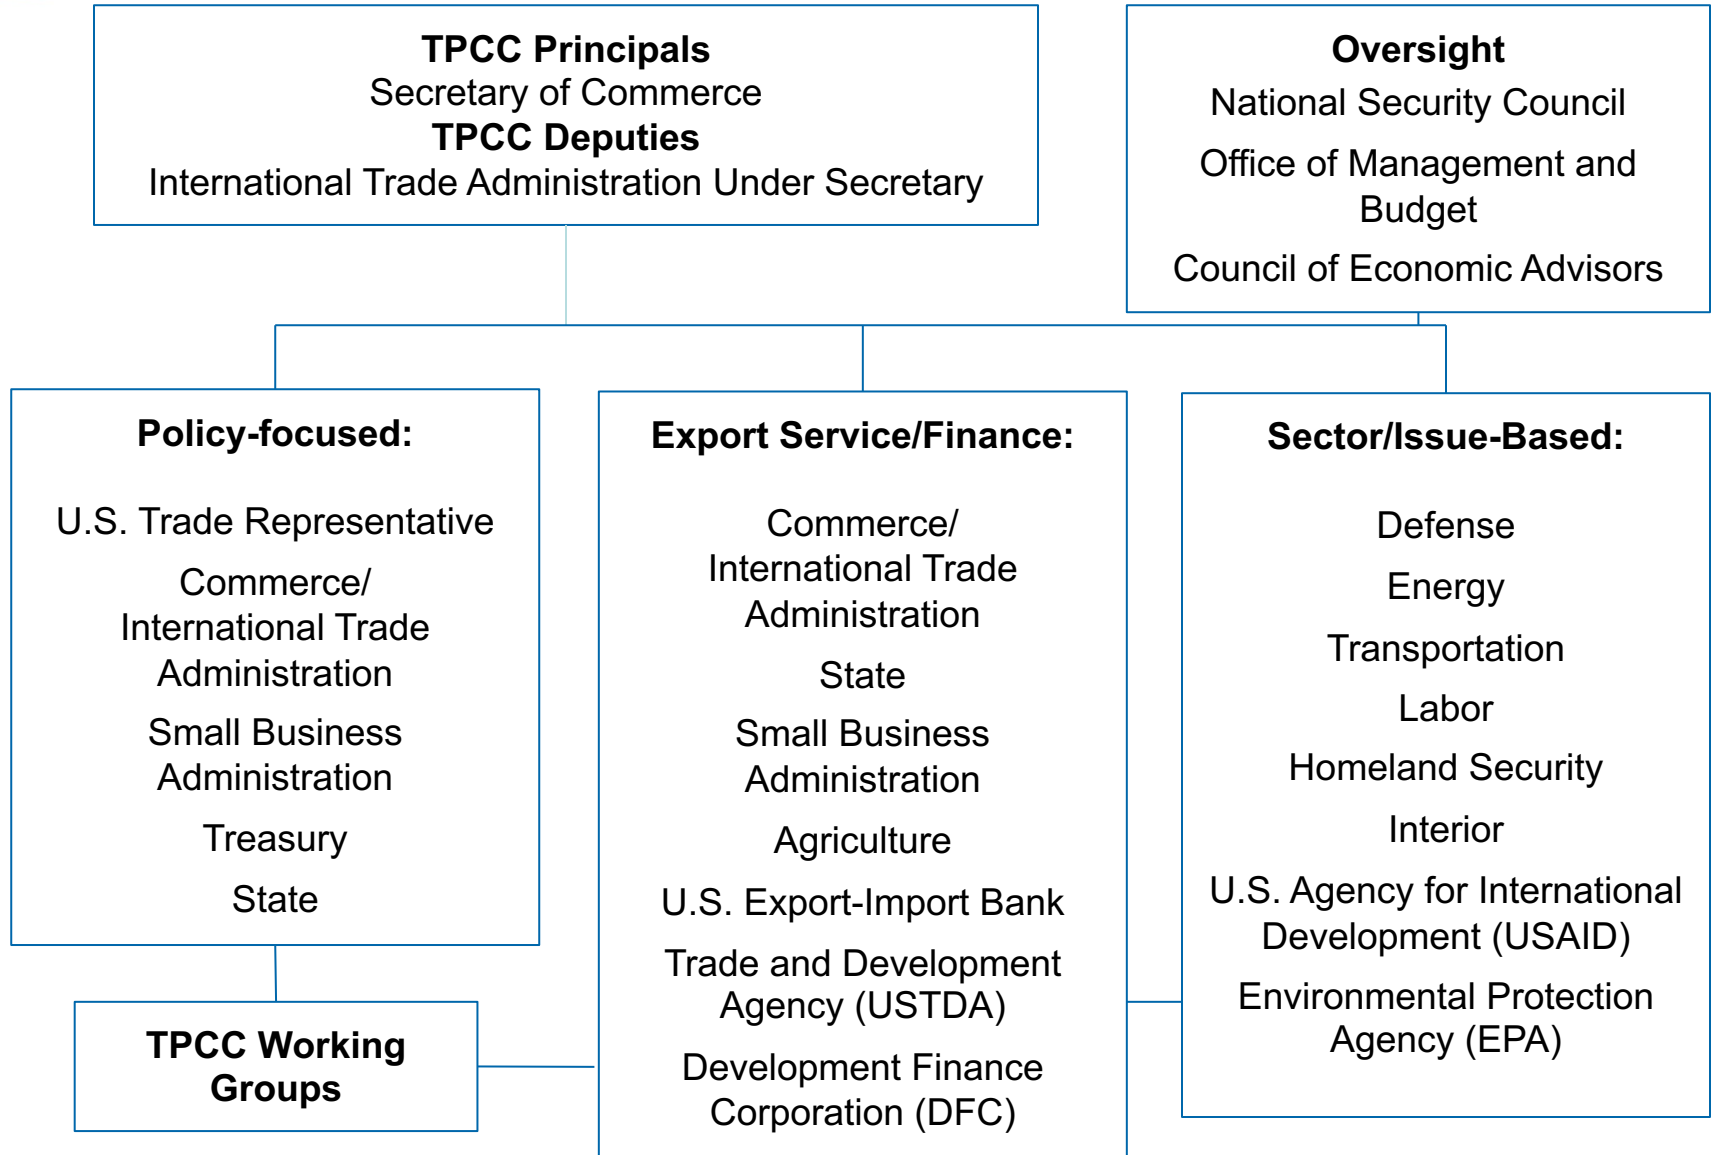 TPCC Principals
Secretary of Commerce
TPCC Deputies
International Trade Administration Under Secretary
Oversight
National Security Council
Office of Management and
Budget
Council of Economic Advisors
Policy-focused:
U.S. Trade Representative
Commerce/
International Trade
Administration
Small Business
Administration
Treasury
State
TPCC Working
Groups
Export Service/Finance:
Commerce/
International Trade
Administration
State
Small Business
Administration
Agriculture
U.S. Export-Import Bank
Trade and Development
Agency (USTDA)
Development Finance
Corporation (DFC)
Sector/Issue-Based:
Defense
Energy
Transportation
Labor
Homeland Security
Interior
U.S. Agency for International
Development (USAID)
Environmental Protection
Agency (EPA)